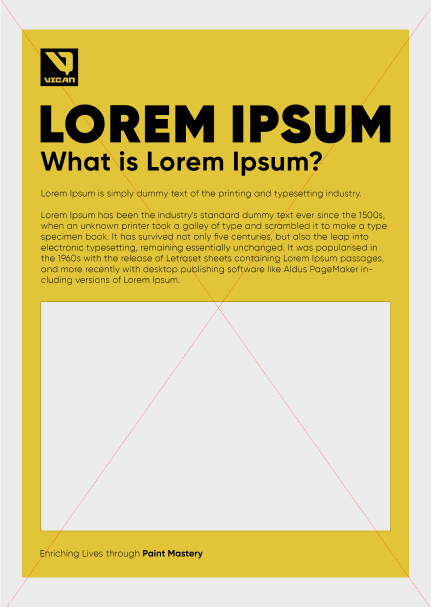 VICAN
LOREM IPSUM
What is Lorem Ipsum?
Lorem Ipsum is simply dummy text of the printing and typesetting industry.
Lorem Ipsum has been the industry's standard dummy text ever since the 1500s,
when an unknown printer took a galley of type and scrambled it to make a type
specimen book. It has survived not only five centuries, but also the leap into
electronic typesetting, remaining essentially unchanged. It was popularised in
the 1960s with the release of Letraset sheets containing Lorem Ipsum passages,
and more recently with desktop publishing software like Aldus PageMaker in-
cluding versions of Lorem Ipsum.
Enriching Lives through Paint Mastery